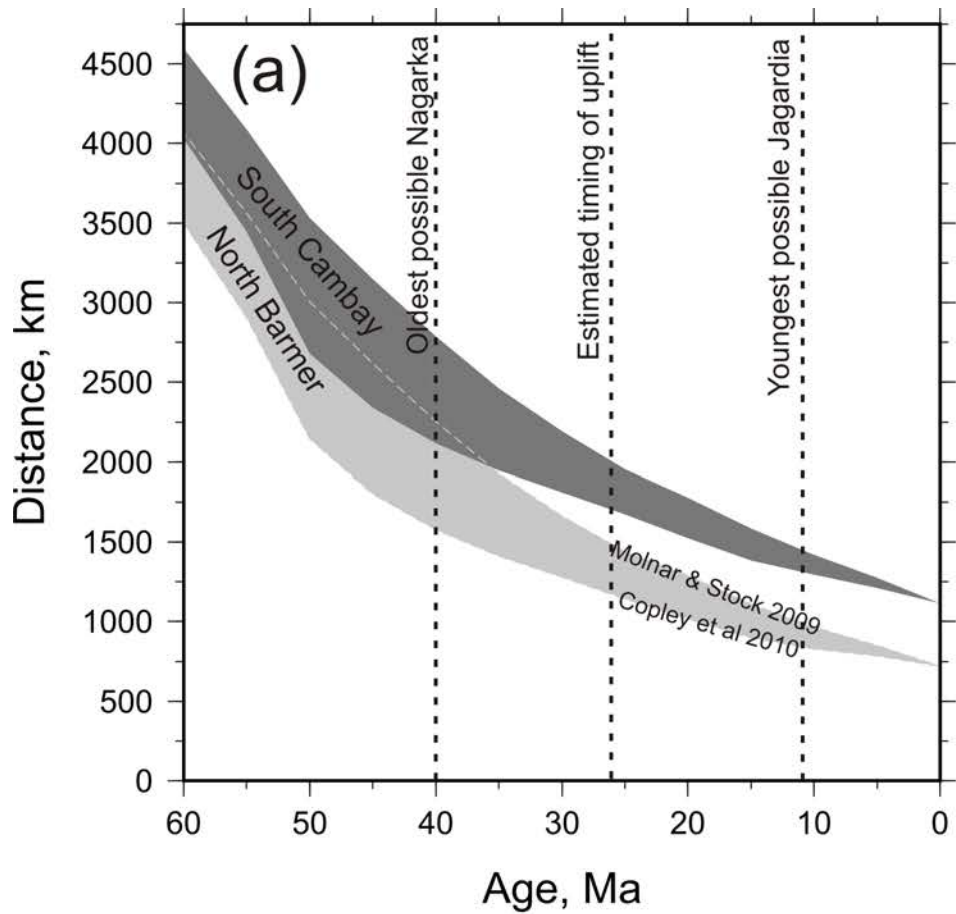 (a)
4500
4000
3500
3000
2500
2000
1500
1000
500
0
Distance, km
South Cambay
North Barmer
Oldest possible Nagarka
Estimated timing of uplift
Youngest possible Jagardia
Molnar & Stock 2009
Copley et al 2010
60 50 40 30 20 10 0
Age, Ma